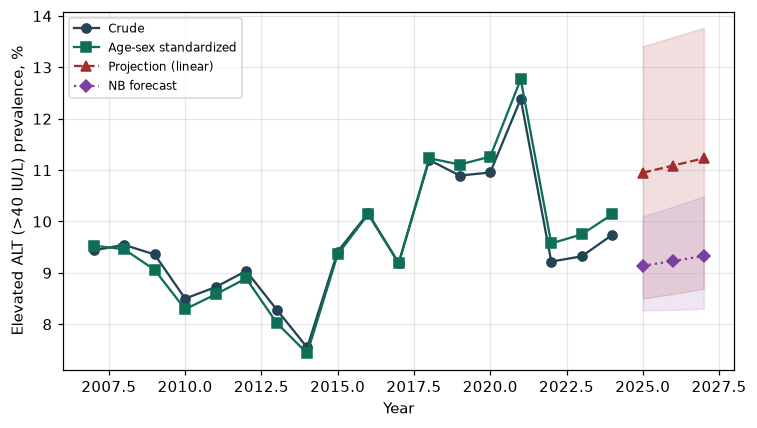 Crude
Age-sex standardized
Projection (linear)
NB forecast
Elevated ALT (>40 IU/L) prevalence, %
14
13
12
11
10
9
8
2007.5 2010.0 2012.5 2015.0 2017.5 2020.0 2022.5 2025.0 2027.5
Year